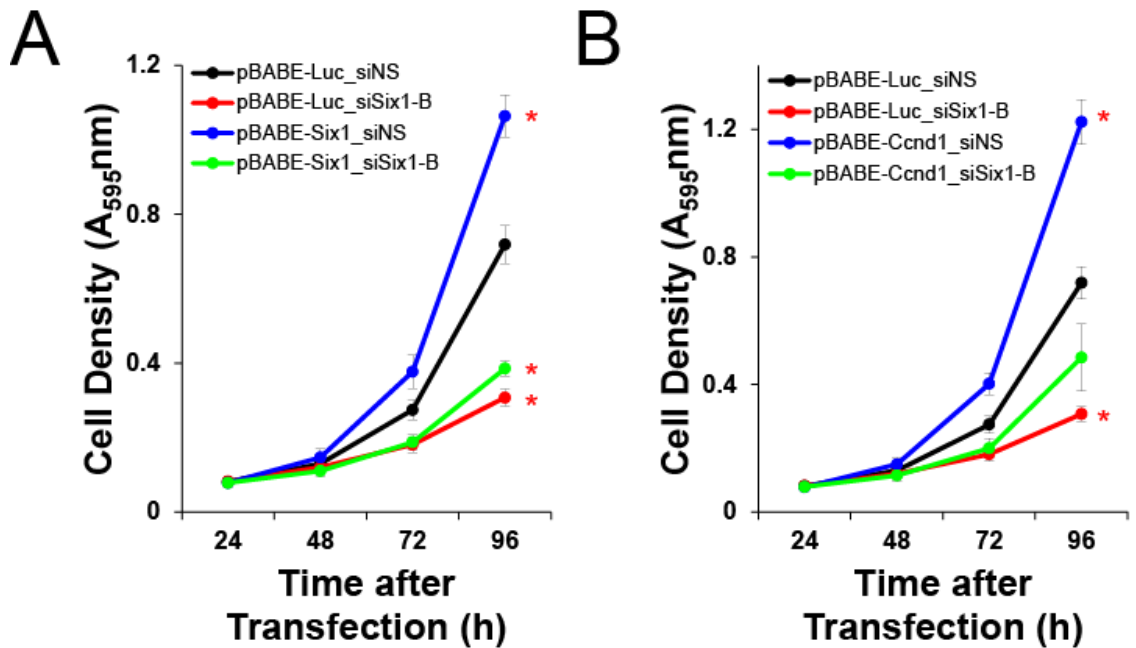 A
1.2
0.8
0.4
0
Cell Density (A595nm)
pBABE-Luc_siNS
pBABE-Luc_siSix1-B
pBABE-Six1_siNS
pBABE-Six1_siSix1-B
*
*
*
24 48 72 96
Time after
Transfection (h)
B
1.2
0.8
0.4
0
Cell Density (A595nm)
pBABE-Luc_siNS
pBABE-Luc_siSix1-B
pBABE-Ccnd1_siNS
pBABE-Ccnd1_siSix1-B
*
*
24 48 72 96
Time after
Transfection (h)